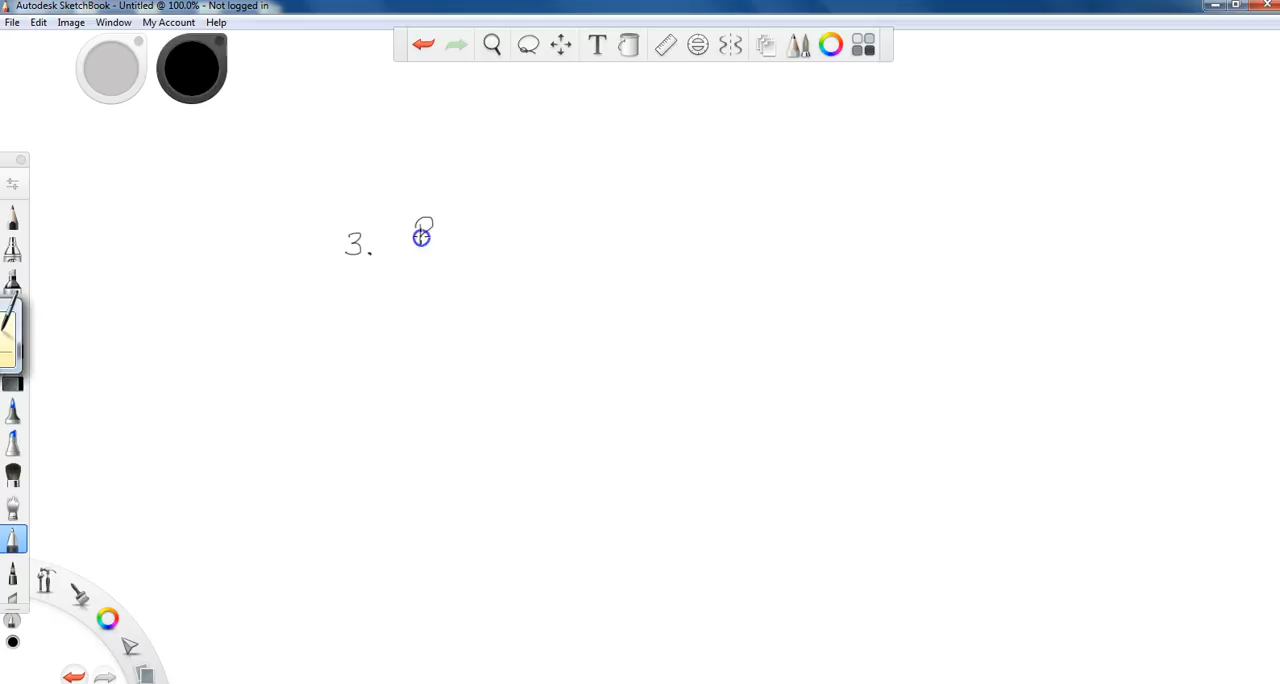 Autodesk SketchBook - Untitled @ 100.0% - Not logged in
File Edit Image Window My Account Help
T
3. P